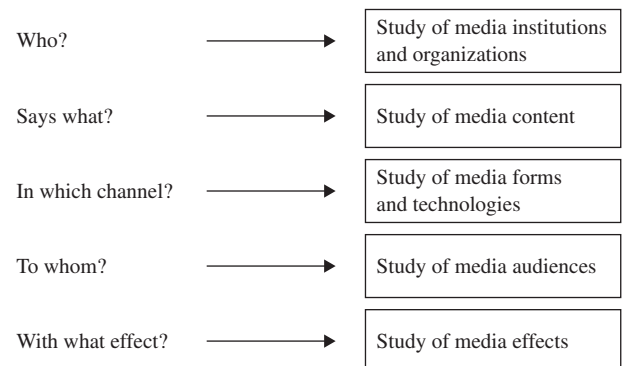 Who?
Study of media institutions
and organizations
Says what?
Study of media content
In which channel?
Study of media forms
and technologies
To whom?
Study of media audiences
With what effect?
Study of media effects